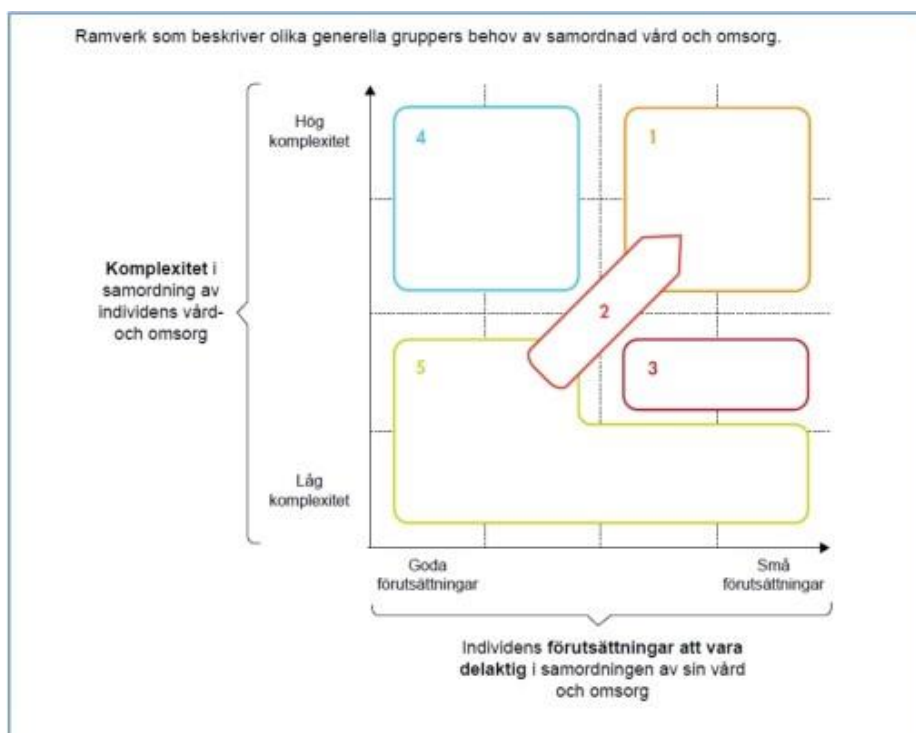 Ramverk som beskriver olika generella gruppers behov av samordnad vård och omsorg.
Hög
komplexitet
4
1
Komplexitet i
samordning av
individens vård-
och omsorg
2
5
3
Låg
komplexitet
Goda
förutsättningar
Små
förutsättningar
Individens förutsättningar att vara
delaktig i samordningen av sin vård
och omsorg